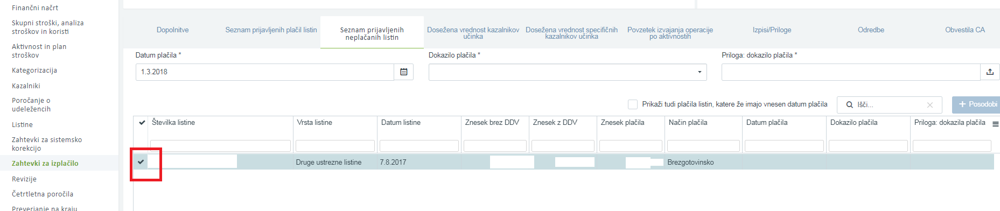 Finančni načrt
Skupni stroški, analiza
stroškov in koristi
Aktivnost in plan
stroškov
Kategorizacija
Kazalniki
Poročanje o
udeležencih
Listine
Zahtevki za sistemsko
korekcijo
Zahtevki za izplačilo
Revizije
Četrtletna poročila
Preverjanje na kraju
Dopolnitve
Seznam prijavljenih plačil listin
Seznam prijavljenih
neplačanih listin
Dosežena vrednost kazalnikov
učinka
Dosežena vrednost specifičnih
kazalnikov učinka
Povzetek izvajanja operacije
po aktivnostih
Izpisi/Priloge
Odredbe
Obvestila CA
Datum plačila *
Dokazilo plačila *
Priloga: dokazilo plačila *
1.3.2018
Prikaži tudi plačila listin, katere že imajo vnesen datum plačila
Išči...
+ Posodobi
Številka listine
Vrsta listine
Datum listine
Znesek brez DDV
Znesek z DDV
Znesek plačila
Način plačila
Datum plačila
Dokazilo plačila
Priloga: dokazila plačila
Druge ustrezne listine
7.8.2017
Brezgotovinsko